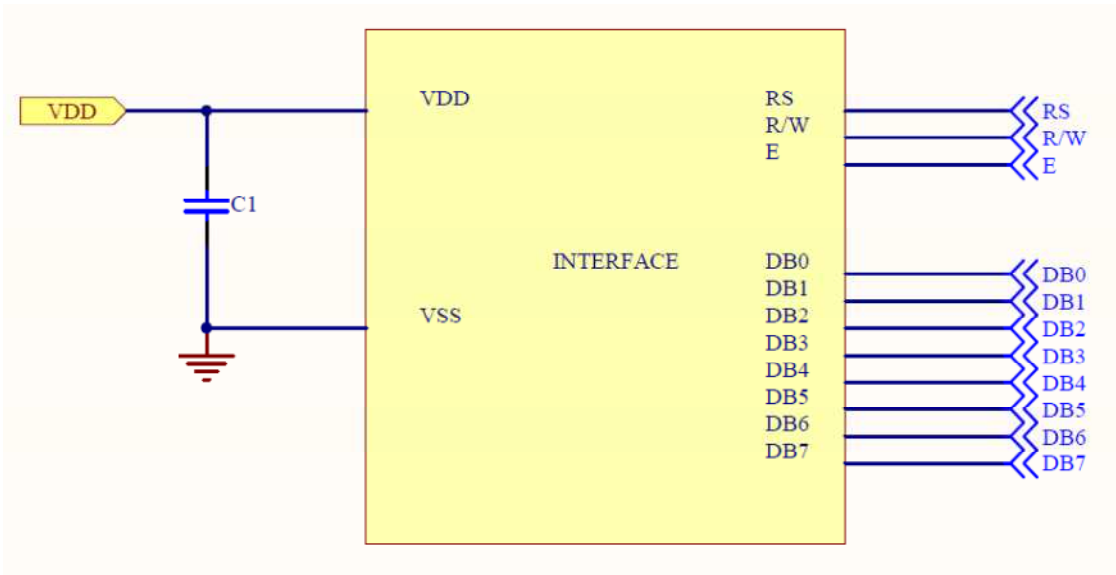 VDD
VDD
RS
RS
R/W
R/W
E
E
C1
INTERFACE
DB0
DB0
DB1
DB1
VSS
DB2
DB2
DB3
DB3
DB4
DB4
DB5
DB5
DB6
DB6
DB7
DB7